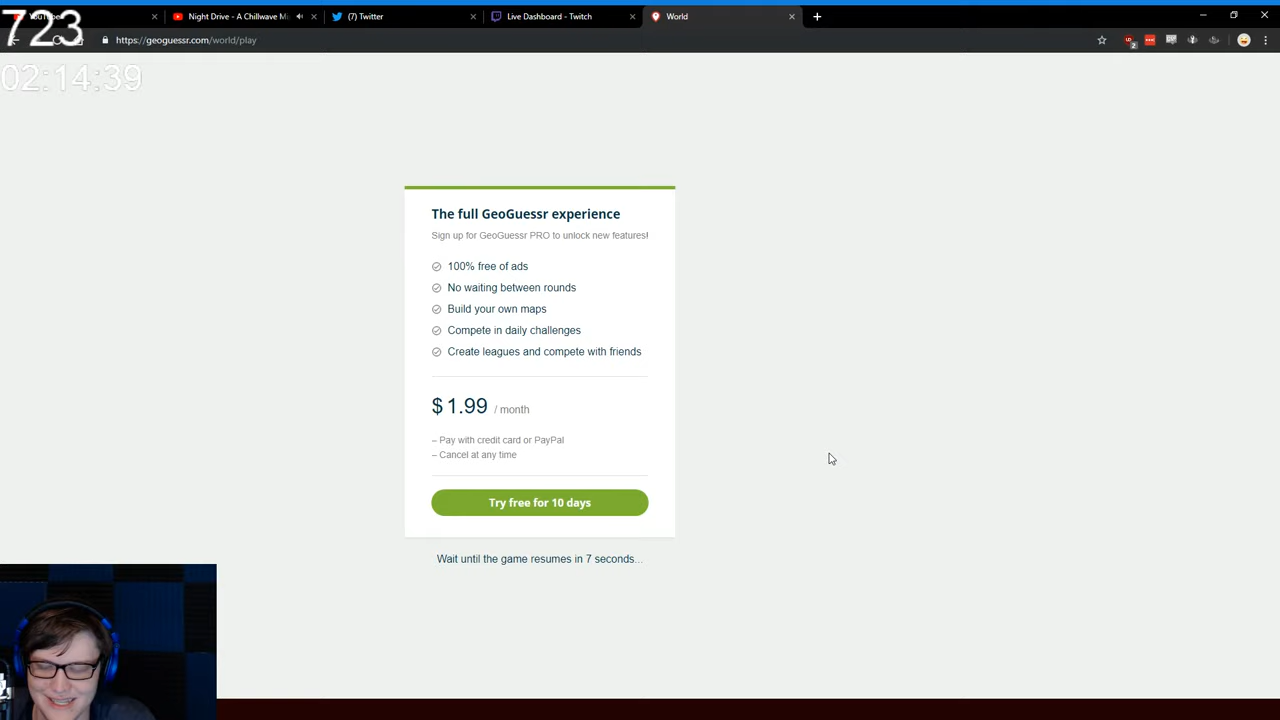 YouTube
Night Drive - A Chillwave Mi
(7) Twitter
Live Dashboard - Twitch
World
723
https://geoguessr.com/world/play
2
02:14:39
The full GeoGuessr experience
Sign up for GeoGuessr PRO to unlock new features!
100% free of ads
No waiting between rounds
Build your own maps
Compete in daily challenges
Create leagues and compete with friends
$ 1.99 / month
– Pay with credit card or PayPal
– Cancel at any time
Try free for 10 days
Wait until the game resumes in 7 seconds...